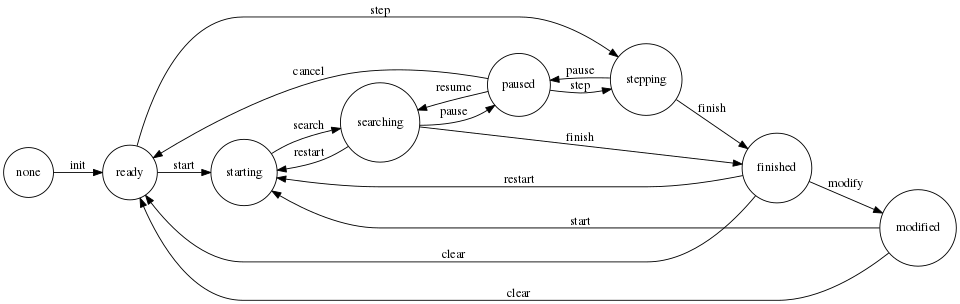 step
cancel
paused
pause
step
stepping
resume
pause
finish
search
searching
restart
finish
none
init
ready
start
starting
finished
restart
modify
start
modified
clear
clear